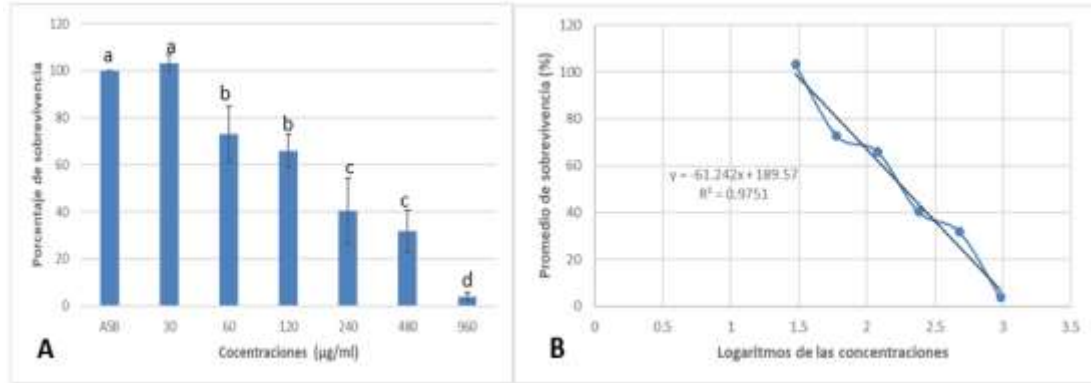 120
100
80
60
40
20
0
Porcentaje de sobrevivencia
a
a
b
b
c
c
d
ASB 30 60 120 240 480 960
A
Cocentraciones (µg/ml)
120
100
80
60
40
20
0
Promedio de sobrevivencia (%)
y = -61.242x + 189.57
R² = 0.9751
0 0.5 1 1.5 2 2.5 3 3.5
B
Logaritmos de las concentraciones